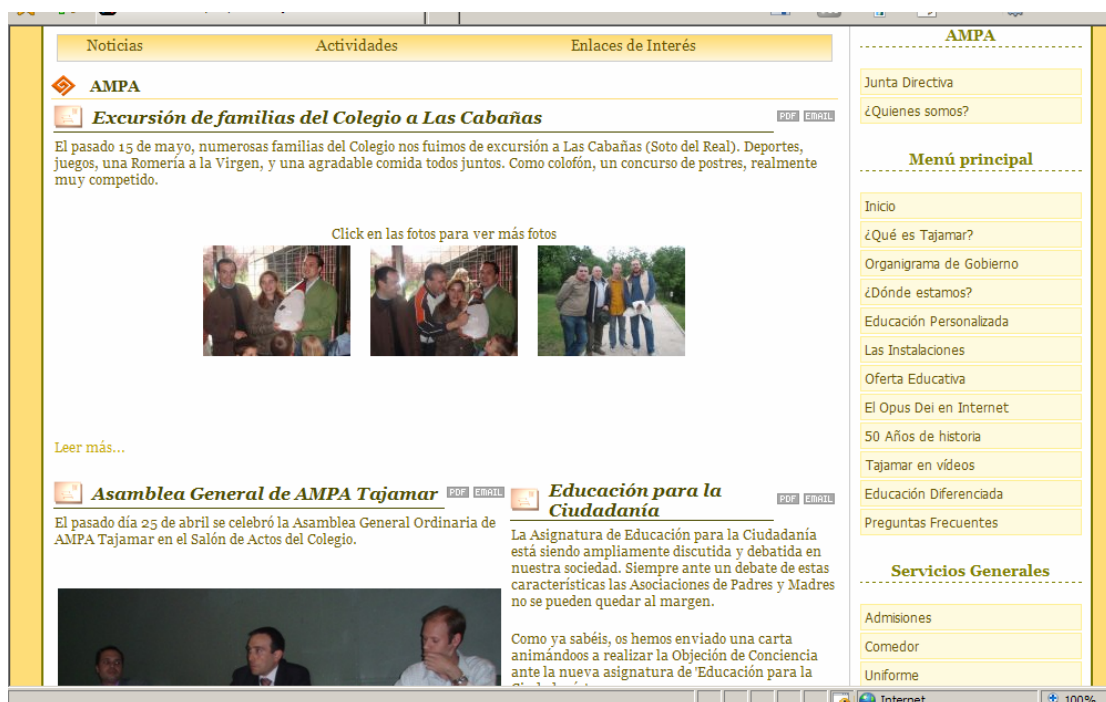 Noticias Actividades Enlaces de Interés
AMPA
Excursión de familias del Colegio a Las Cabañas PDF EMAIL
El pasado 15 de mayo, numerosas familias del Colegio nos fuimos de excursión a Las Cabañas (Soto del Real). Deportes,
juegos, una Romería a la Virgen, y una agradable comida todos juntos. Como colofón, un concurso de postres, realmente
muy competido.
Click en las fotos para ver más fotos
Leer más...
Asamblea General de AMPA Tajamar PDF EMAIL
El pasado día 25 de abril se celebró la Asamblea General Ordinaria de
AMPA Tajamar en el Salón de Actos del Colegio.
Educación para la
Ciudadanía PDF EMAIL
La Asignatura de Educación para la Ciudadanía
está siendo ampliamente discutida y debatida en
nuestra sociedad. Siempre ante un debate de estas
características las Asociaciones de Padres y Madres
no se pueden quedar al margen.
Como ya sabéis, os hemos enviado una carta
animándoos a realizar la Objeción de Conciencia
ante la nueva asignatura de 'Educación para la
AMPA
Junta Directiva
¿Quienes somos?
Menú principal
Inicio
¿Qué es Tajamar?
Organigrama de Gobierno
¿Dónde estamos?
Educación Personalizada
Las Instalaciones
Oferta Educativa
El Opus Dei en Internet
50 Años de historia
Tajamar en vídeos
Educación Diferenciada
Preguntas Frecuentes
Servicios Generales
Admisiones
Comedor
Uniforme
Internet 100%